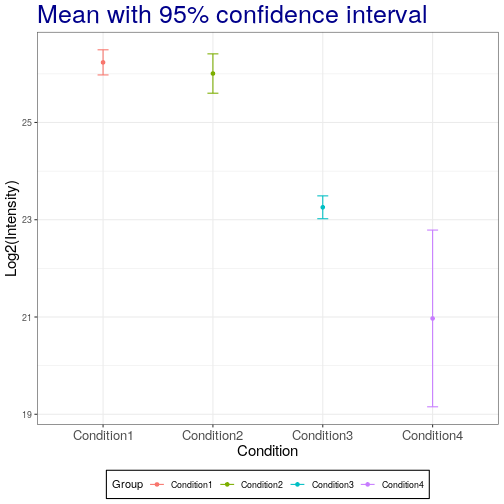 Mean with 95% confidence interval
Log2(Intensity)
25
23
21
19
Condition1 Condition2 Condition3 Condition4
Condition
Group Condition1 Condition2 Condition3 Condition4